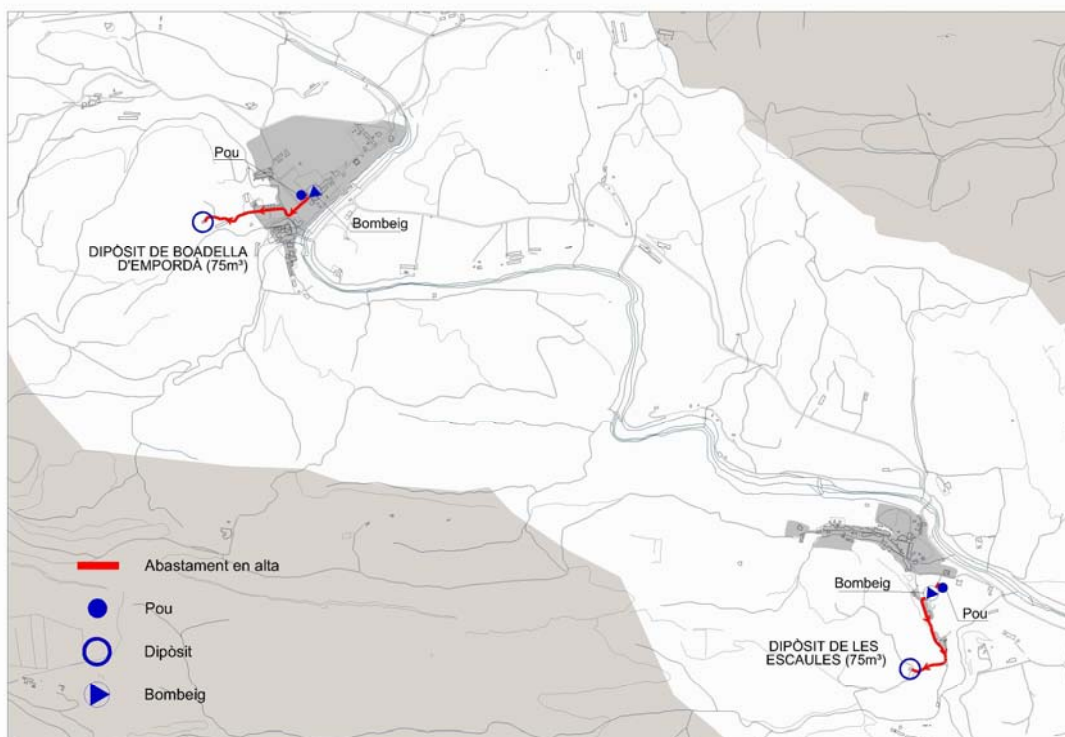 Pou
Bombeig
DIPÒSIT DE BOADELLA
D'EMPORDÀ (75m³)
Abastament en alta
Pou
Dipòsit
Bombeig
Bombeig
Pou
DIPÒSIT DE LES
ESCAULES (75m³)